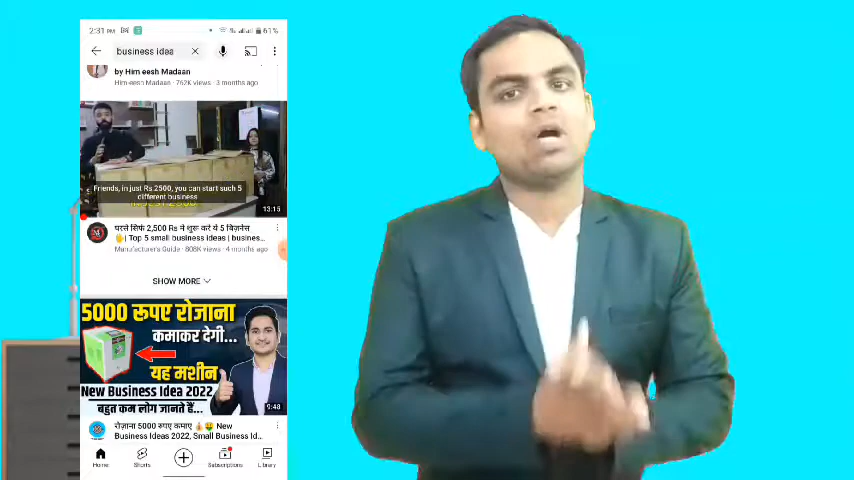 2:31 PM
61%
business idea
by Him eesh Madaan
Him eesh Madaan · 762K views · 3 months ago
Friends, in just Rs 2500, you can start such 5
different business
13:15
घरसे सिर्फ 2,500 Rs मे शुरू करे ये 5 बिज़नेस
| Top 5 small business ideas | busines...
Manufacturer's Guide · 808K views · 4 months ago
SHOW MORE
5000 रूपए रोजाना
कमाकर देगी...
यह मशीन
New Business Idea 2022
बहुत कम लोग जानते हैं...
9:48
रोज़ाना 5000 रुपए कमाए 💰🤑 New
Business Ideas 2022, Small Business Id...
Home
Shorts
Subscriptions
Library